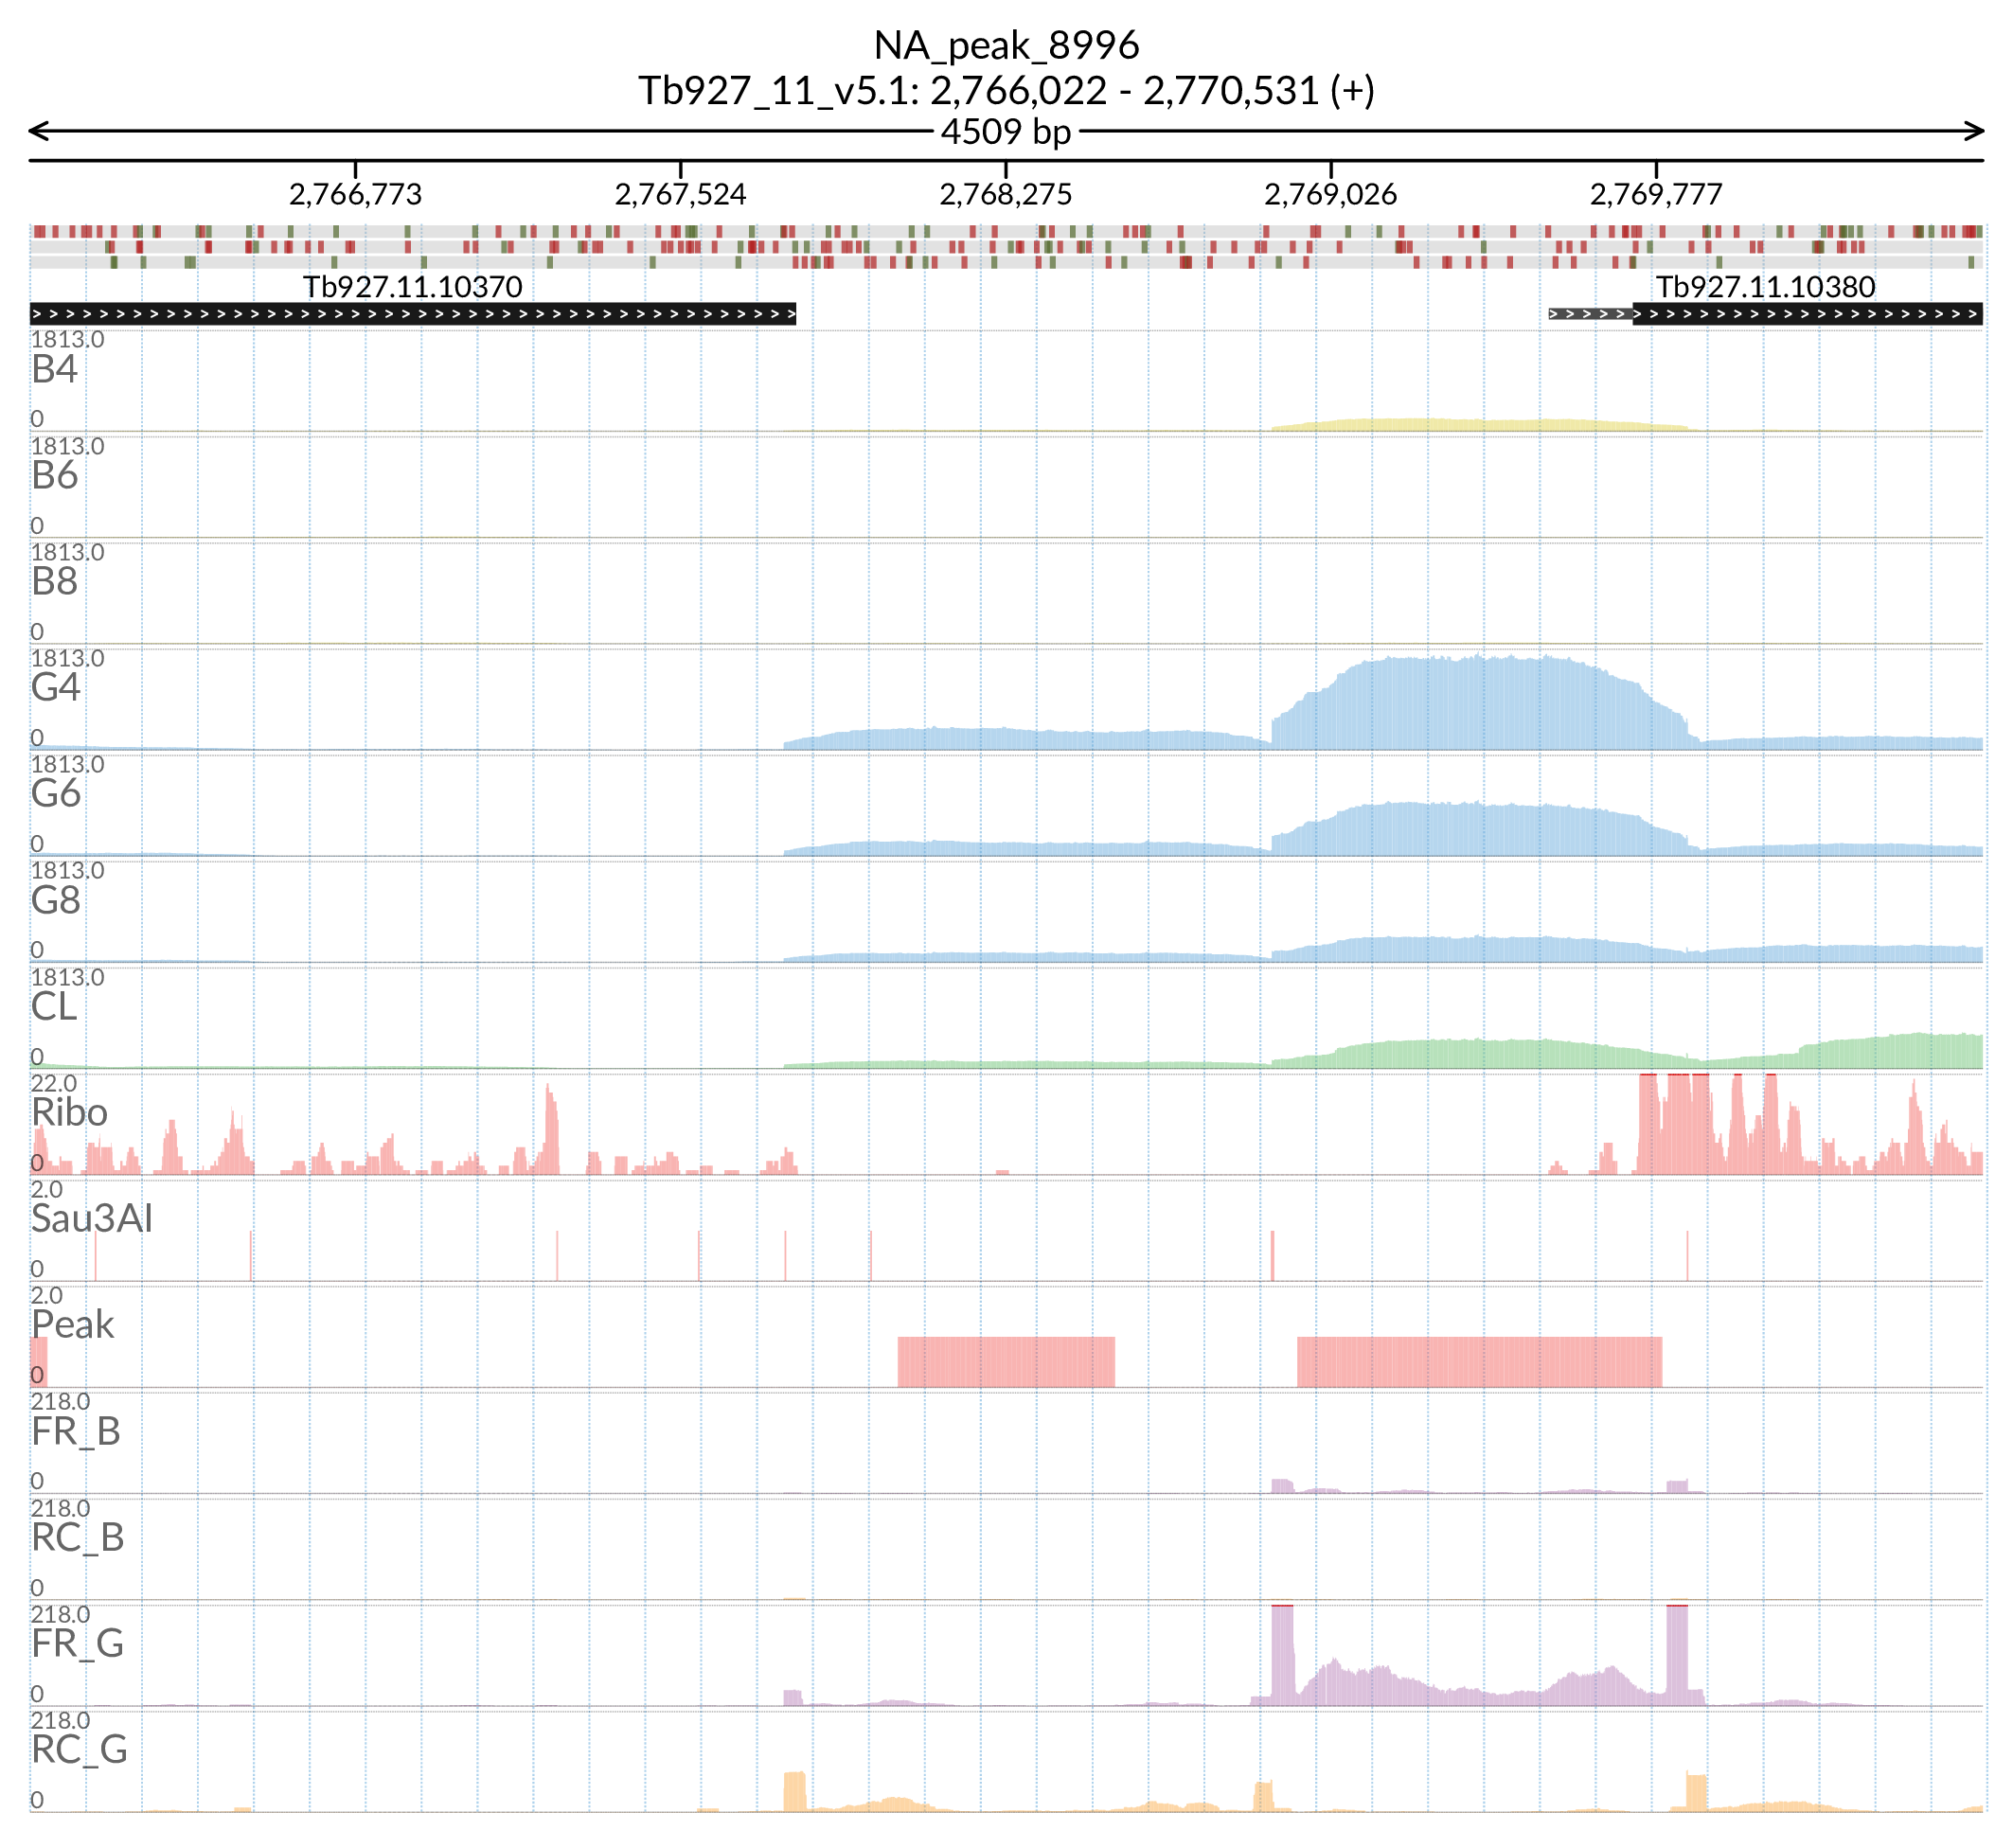 NA_peak_8996
Tb927_11_v5.1: 2,766,022 - 2,770,531 (+)
4509 bp
2,766,773 2,767,524 2,768,275 2,769,026 2,769,777
Tb927.11.10370 Tb927.11.10380
1813.0
B4
0
1813.0
B6
0
1813.0
B8
0
1813.0
G4
0
1813.0
G6
0
1813.0
G8
0
1813.0
CL
0
22.0
Ribo
0
2.0
Sau3AI
0
2.0
Peak
0
218.0
FR_B
0
218.0
RC_B
0
218.0
FR_G
0
218.0
RC_G
0